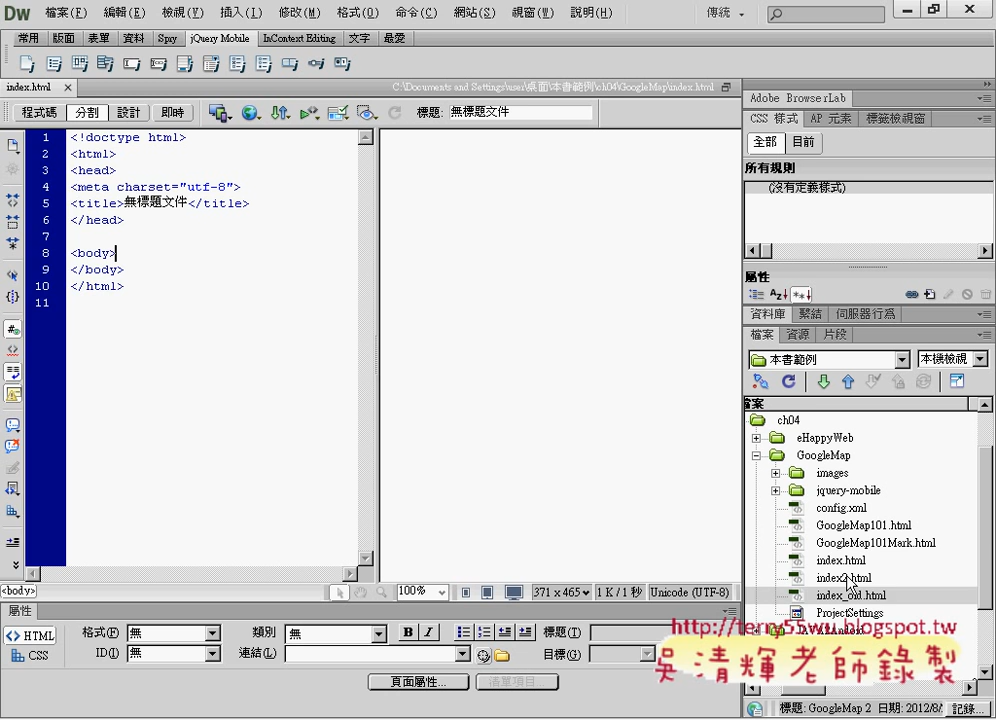 Dw 檔案(F) 編輯(E) 檢視(V) 插入(I) 修改(M) 格式(O) 命令(C) 網站(S) 視窗(W) 說明(H) 傳統
常用 版面 表單 資料 Spry jQuery Mobile InContext Editing 文字 最愛
index.html × C:\Documents and Settings\user\桌面\本書範例\ch04\GoogleMap\index.html
程式碼 分割 設計 即時 標題: 無標題文件
1 <!doctype html>
2 <html>
3 <head>
4 <meta charset="utf-8">
5 <title>無標題文件</title>
6 </head>
7
8 <body>
9 </body>
10 </html>
11
<body> 100% 371 x 465 1 K / 1 秒 Unicode (UTF-8)
屬性
<> HTML 格式(F) 無 類別 無 B I 標題(T)
CSS ID(I) 無 連結(L) 目標(G)
頁面屬性... 清單項目...
Adobe BrowserLab
CSS 樣式 AP 元素 標籤檢視窗
全部 目前
所有規則
(沒有定義樣式)
屬性
資料庫 繫結 伺服器行為
檔案 資源 片段
本書範例 本機檢視
檔案
ch04
eHappyWeb
GoogleMap
images
jquery-mobile
config.xml
GoogleMap101.html
GoogleMap101Mark.html
index.html
index2.html
index_old.html
ProjectSettings
http://terry55wu.blogspot.tw
吳清輝老師錄製
標題: GoogleMap 2 日期: 2012/8/ 記錄...